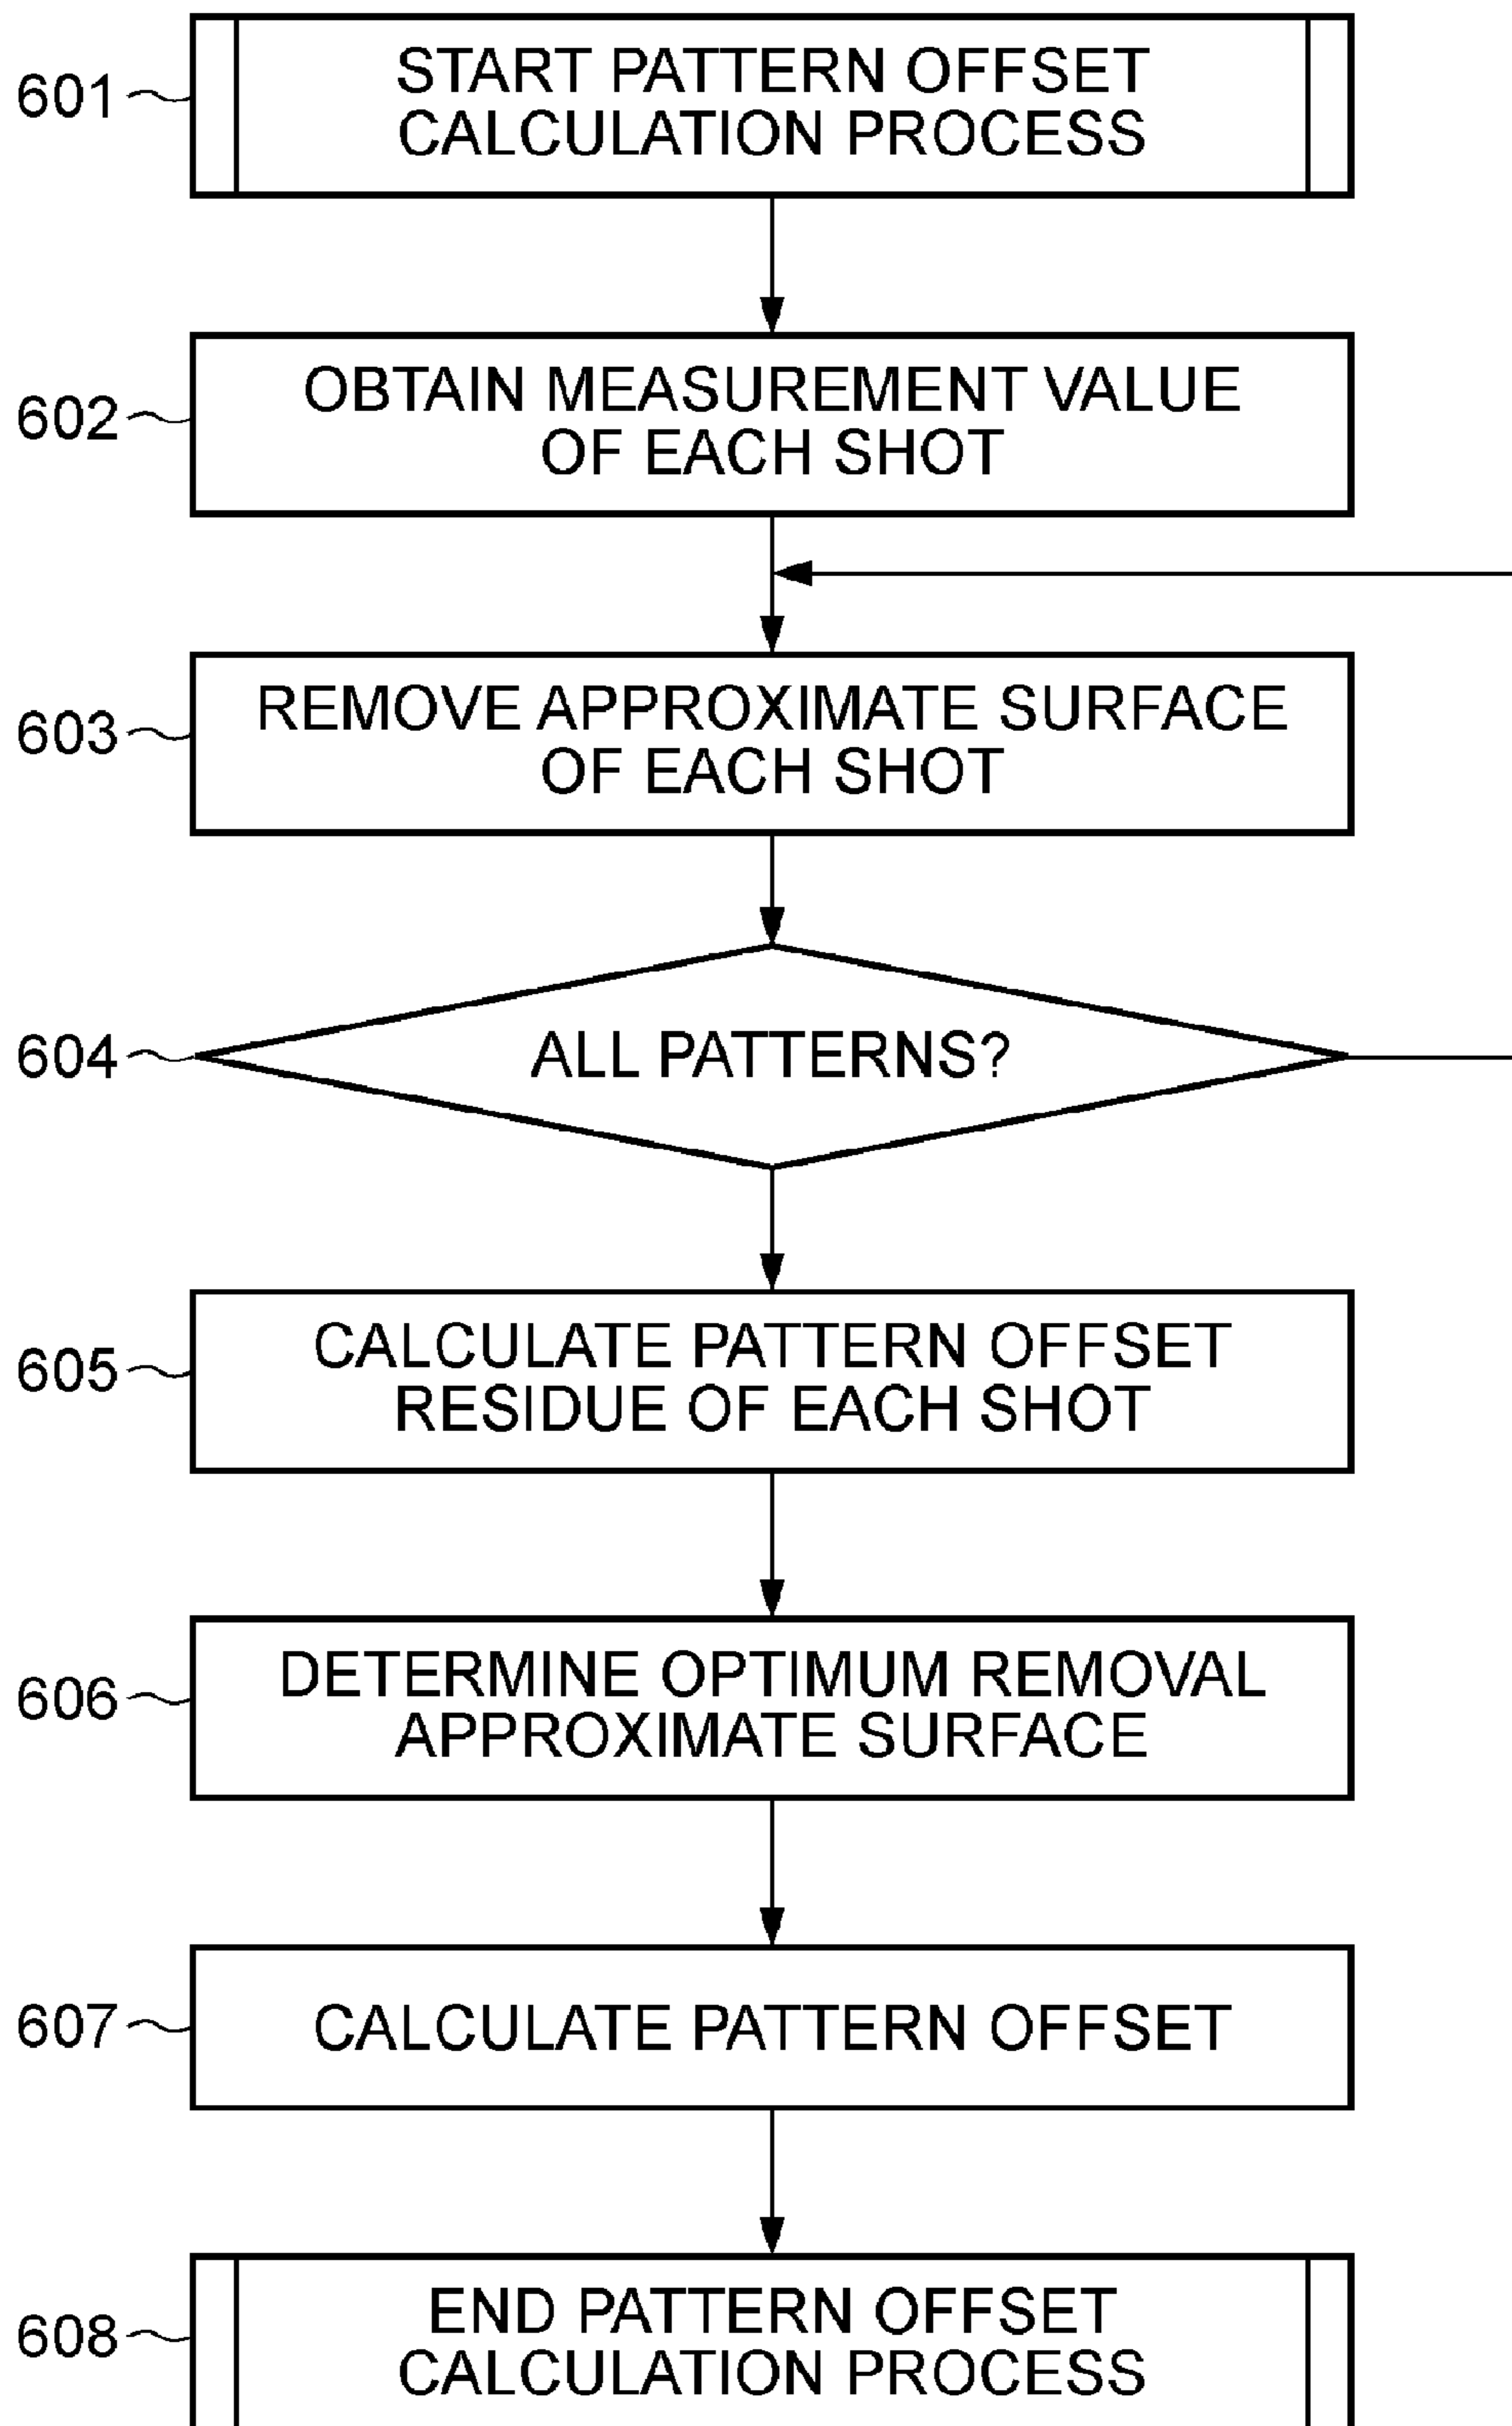 601
START PATTERN OFFSET
CALCULATION PROCESS
602
OBTAIN MEASUREMENT VALUE
OF EACH SHOT
603
REMOVE APPROXIMATE SURFACE
OF EACH SHOT
604
ALL PATTERNS?
605
CALCULATE PATTERN OFFSET
RESIDUE OF EACH SHOT
606
DETERMINE OPTIMUM REMOVAL
APPROXIMATE SURFACE
607
CALCULATE PATTERN OFFSET
608
END PATTERN OFFSET
CALCULATION PROCESS